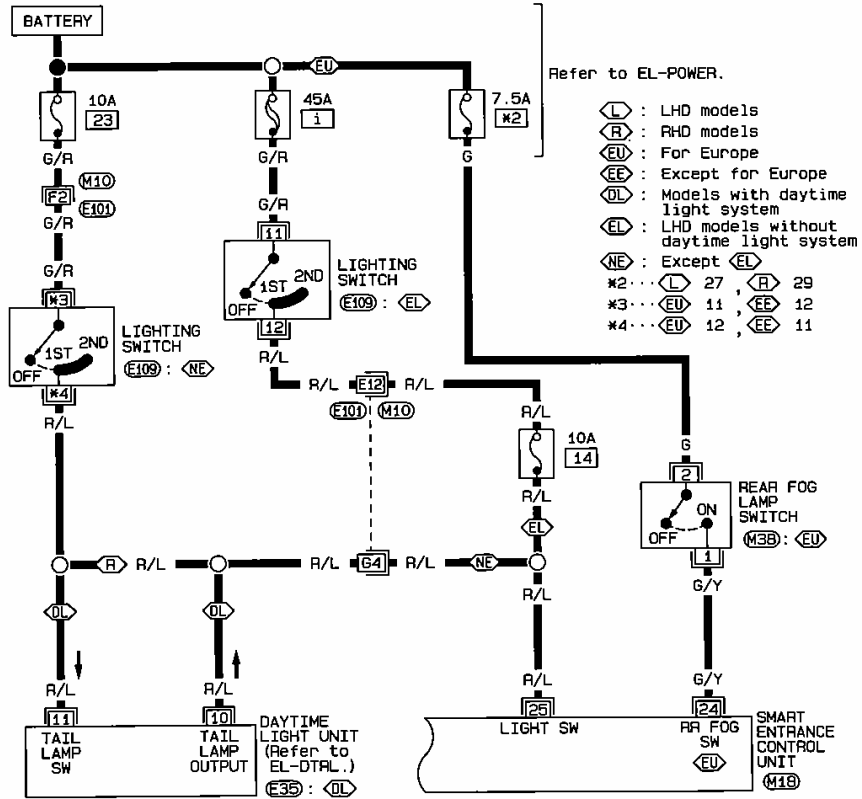 BATTERY
EU
Refer to EL-POWER.
10A
23
45A
i
7.5A
*2
L : LHD models
R : RHD models
EU : For Europe
EE : Except for Europe
DL : Models with daytime
light system
EL : LHD models without
daytime light system
NE : Except EL
*2··· L 27 , R 29
*3··· EU 11 , EE 12
*4··· EU 12 , EE 11
G/R
M10
F2
E101
G/R
G/R
G/R
G/R
G
11
OFF
1ST
2ND
LIGHTING
SWITCH
E109 : EL
12
R/L
*3
OFF
1ST
2ND
LIGHTING
SWITCH
E109 : NE
*4
R/L
R/L
E12
R/L
E101
M10
R/L
10A
14
R/L
EL
G
2
OFF
ON
REAR FOG
LAMP
SWITCH
M38 : EU
1
G/Y
R
R/L
R/L
G4
R/L
NE
R/L
DL
DL
R/L
R/L
R/L
G/Y
11
10
25
24
TAIL
LAMP
SW
TAIL
LAMP
OUTPUT
DAYTIME
LIGHT UNIT
(Refer to
EL-DTRL.)
E35 : DL
LIGHT SW
RR FOG
SW
EU
SMART
ENTRANCE
CONTROL
UNIT
M18